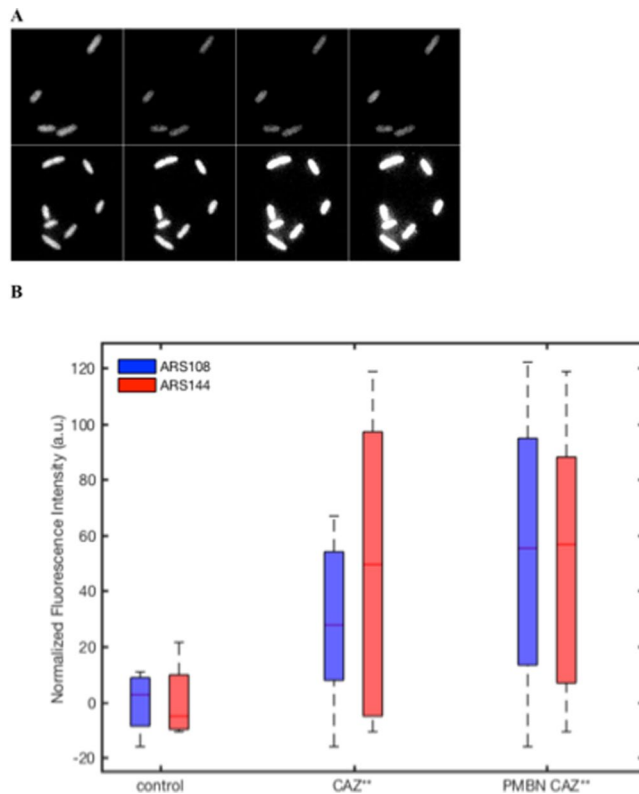 A
B
120
100
80
60
40
20
0
-20
Normalized Fluorescence Intensity (a.u.)
ARS108
ARS144
control
CAZ**
PMBN CAZ**